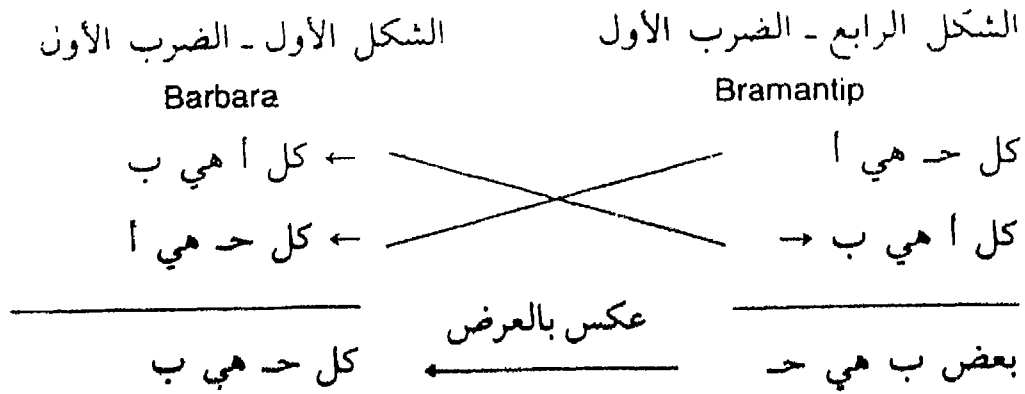 الشكل الرابع - الضرب الأول
الشكل الأول - الضرب الأول
Bramantip
Barbara
كل حـ هي أ
← كل أ هي ب
كل أ هي ب →
← كل حـ هي أ
عكس بالعرض
بعض ب هي حـ
كل حـ هي ب